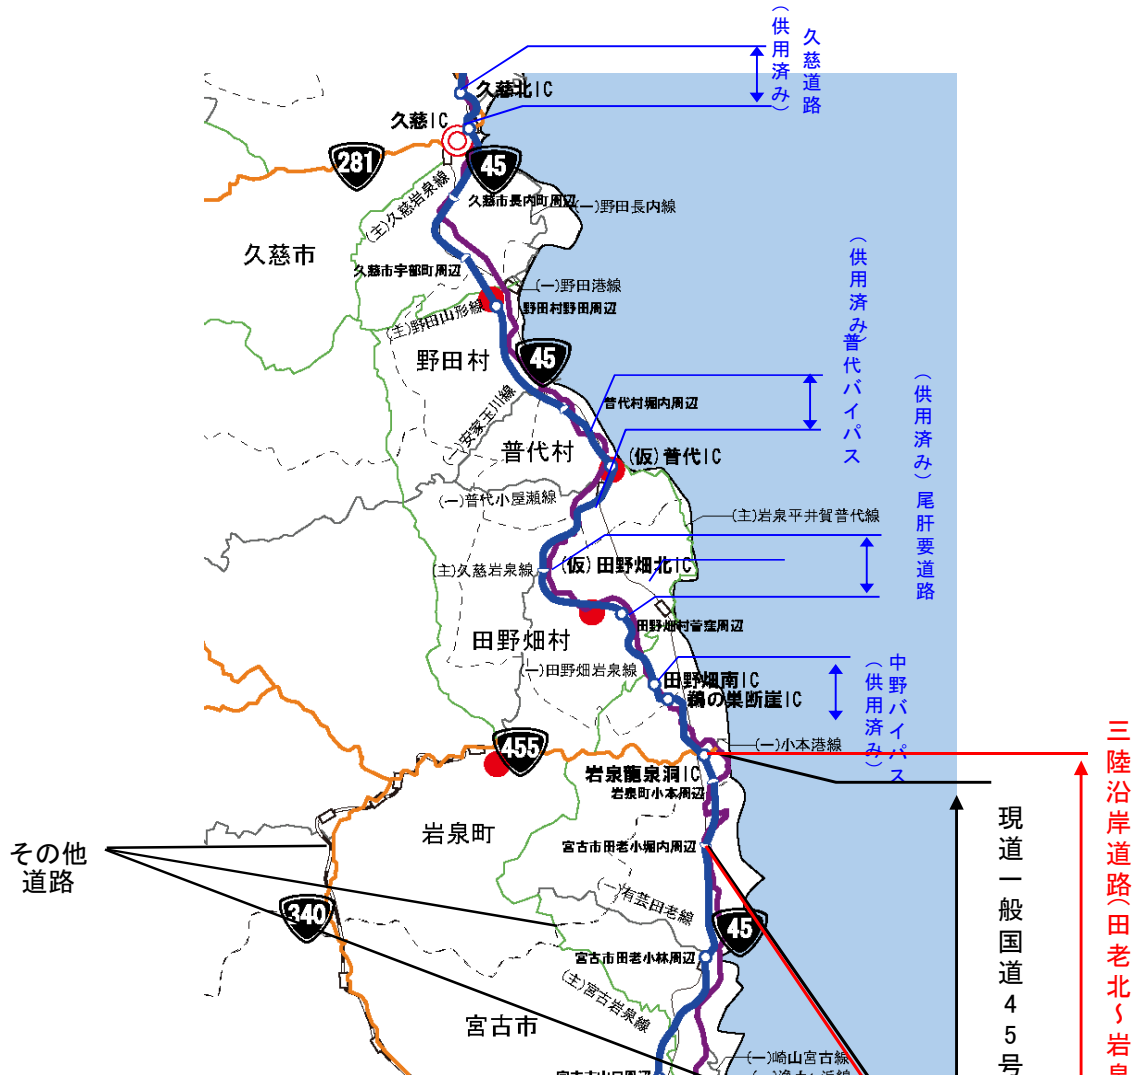 久慈道路
(供用済み)
久慈北IC
久慈IC
281
45
(主)久慈岩泉線
久慈市長内町周辺
(一)野田長内線
久慈市
久慈市宇部町周辺
(一)野田港線
(主)野田山形線
野田村野田周辺
普代バイパス
(供用済み)
野田村
45
(一)安家玉川線
普代村堀内周辺
尾肝要道路
(供用済み)
普代村
(仮)普代IC
(一)普代小屋瀬線
(主)岩泉平井賀普代線
(主)久慈岩泉線
(仮)田野畑北IC
田野畑村菅窪周辺
田野畑村
(一)田野畑岩泉線
中野バイパス
(供用済み)
田野畑南IC
鵜の巣断崖IC
455
(一)小本港線
岩泉龍泉洞IC
岩泉町小本周辺
岩泉町
宮古市田老小堀内周辺
その他
道路
(一)有芸田老線
340
45
宮古市田老小林周辺
(主)宮古岩泉線
宮古市
(一)崎山宮古線
現道一般国道45号
三陸沿岸道路(田老北~岩泉